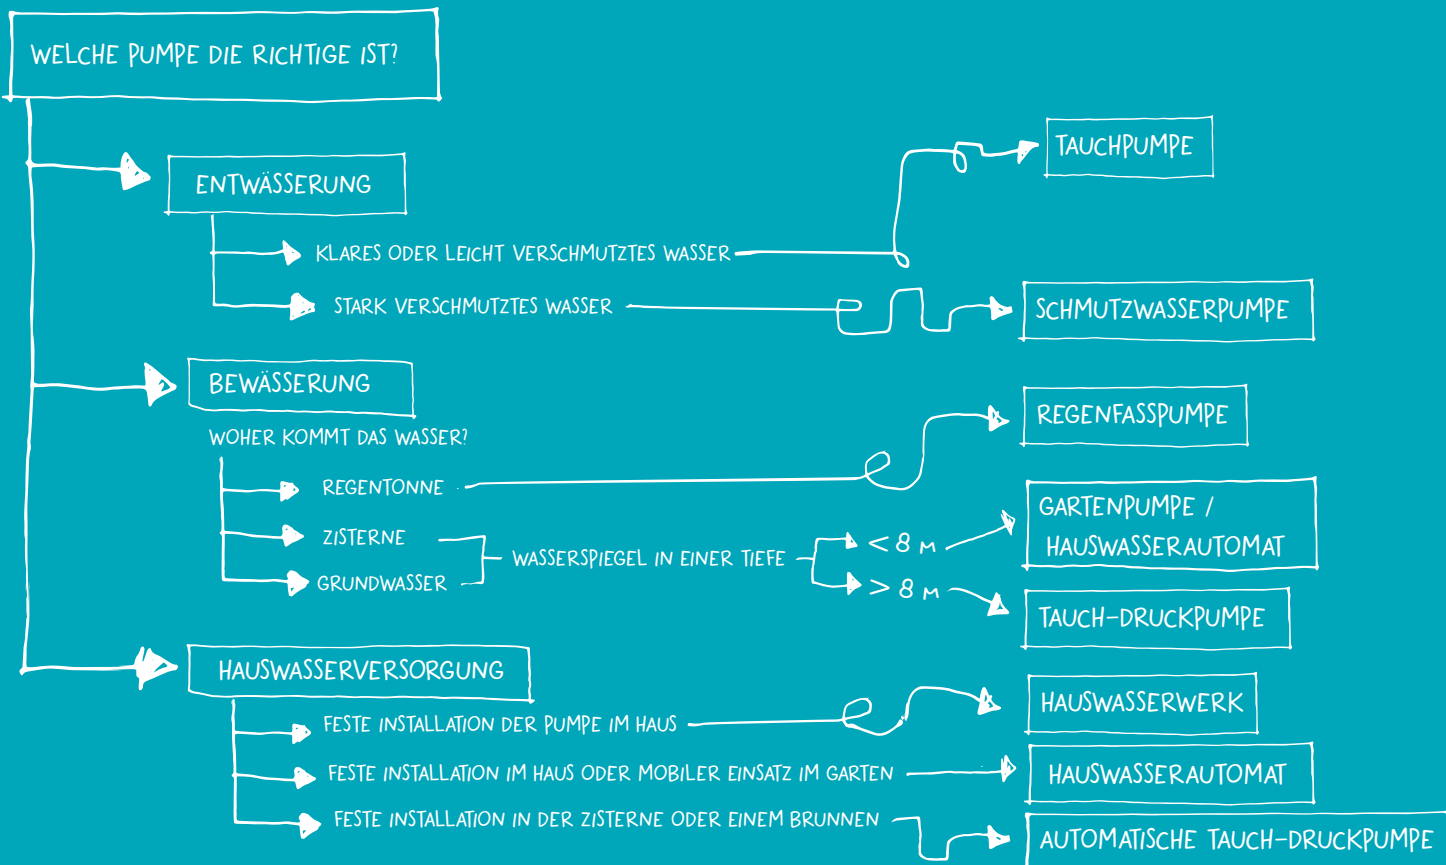 WELCHE PUMPE DIE RICHTIGE IST?
ENTWÄSSERUNG
KLARES ODER LEICHT VERSCHMUTZTES WASSER
TAUCHPUMPE
STARK VERSCHMUTZTES WASSER
SCHMUTZWASSERPUMPE
BEWÄSSERUNG
WOHER KOMMT DAS WASSER?
REGENTONNE
REGENFASSPUMPE
ZISTERNE
GRUNDWASSER
WASSERSPIEGEL IN EINER TIEFE
< 8 M
GARTENPUMPE /
HAUSWASSERAUTOMAT
> 8 M
TAUCH-DRUCKPUMPE
HAUSWASSERVERSORGUNG
FESTE INSTALLATION DER PUMPE IM HAUS
HAUSWASSERWERK
FESTE INSTALLATION IM HAUS ODER MOBILER EINSATZ IM GARTEN
HAUSWASSERAUTOMAT
FESTE INSTALLATION IN DER ZISTERNE ODER EINEM BRUNNEN
AUTOMATISCHE TAUCH-DRUCKPUMPE